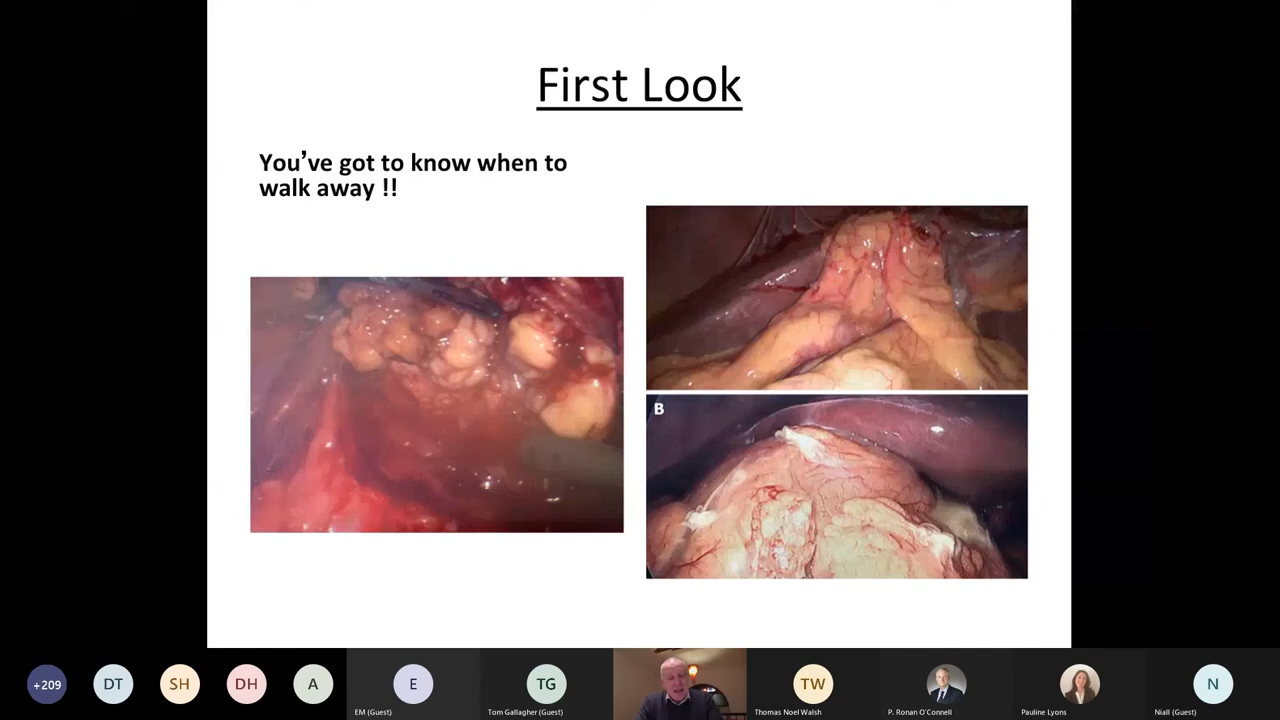 First Look
You’ve got to know when to
walk away !!
B
+209
DT
SH
DH
A
E
TG
TW
N
EM (Guest)
Tom Gallagher (Guest)
Thomas Noel Walsh
P. Ronan O'Connell
Pauline Lyons
Niall (Guest)